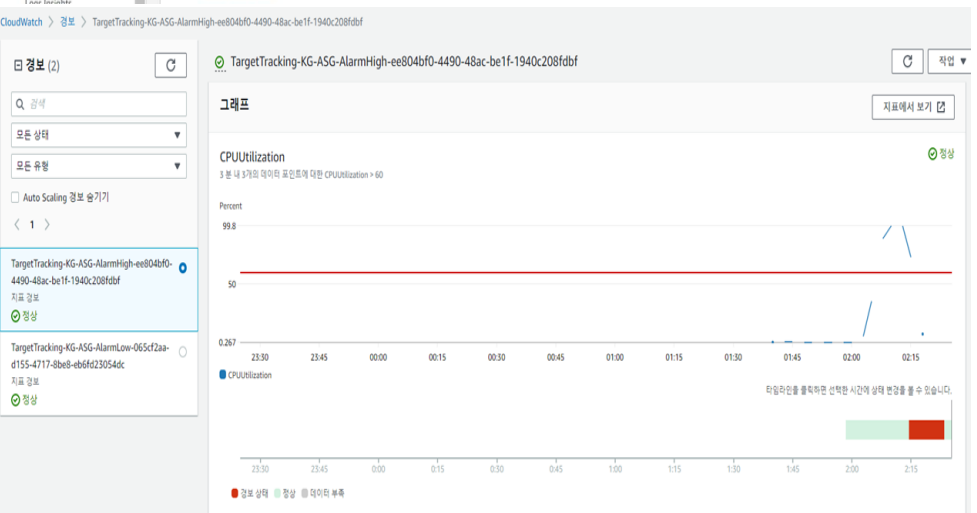 CloudWatch > 경보 > TargetTracking-KG-ASG-AlarmHigh-ee804bf0-4490-48ac-be1f-1940c208fdbf
경보 (2)
검색
모든 상태
모든 유형
Auto Scaling 경보 숨기기
1
TargetTracking-KG-ASG-AlarmHigh-ee804bf0-
4490-48ac-be1f-1940c208fdbf
지표 경보
정상
TargetTracking-KG-ASG-AlarmLow-065cf2aa-
d155-4717-8be8-eb6fd23054dc
지표 경보
정상
TargetTracking-KG-ASG-AlarmHigh-ee804bf0-4490-48ac-be1f-1940c208fdbf
작업
그래프
지표에서 보기
CPUUtilization
정상
3 분 내 3개의 데이터 포인트에 대한 CPUUtilization > 60
Percent
99.8
50
0.267
23:30 23:45 00:00 00:15 00:30 00:45 01:00 01:15 01:30 01:45 02:00 02:15
CPUUtilization
타임라인을 클릭하면 선택한 시간에 상태 변경을 볼 수 있습니다.
23:30 23:45 0:00 0:15 0:30 0:45 1:00 1:15 1:30 1:45 2:00 2:15
경보 상태 정상 데이터 부족